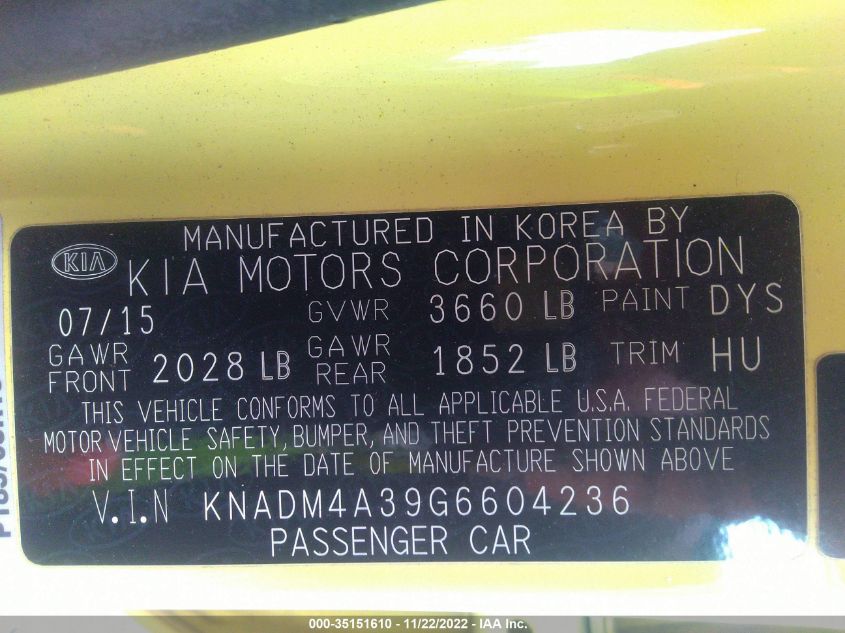 MANUFACTURED IN KOREA BY
KIA KIA MOTORS CORPORATION
07/15 GVWR 3660 LB PAINT DYS
GAWR FRONT 2028 LB GAWR REAR 1852 LB TRIM HU
THIS VEHICLE CONFORMS TO ALL APPLICABLE U.S.A. FEDERAL
MOTOR VEHICLE SAFETY, BUMPER, AND THEFT PREVENTION STANDARDS
IN EFFECT ON THE DATE OF MANUFACTURE SHOWN ABOVE
V.I.N KNADM4A39G6604236
PASSENGER CAR
000-35151610 - 11/22/2022 - IAA Inc.